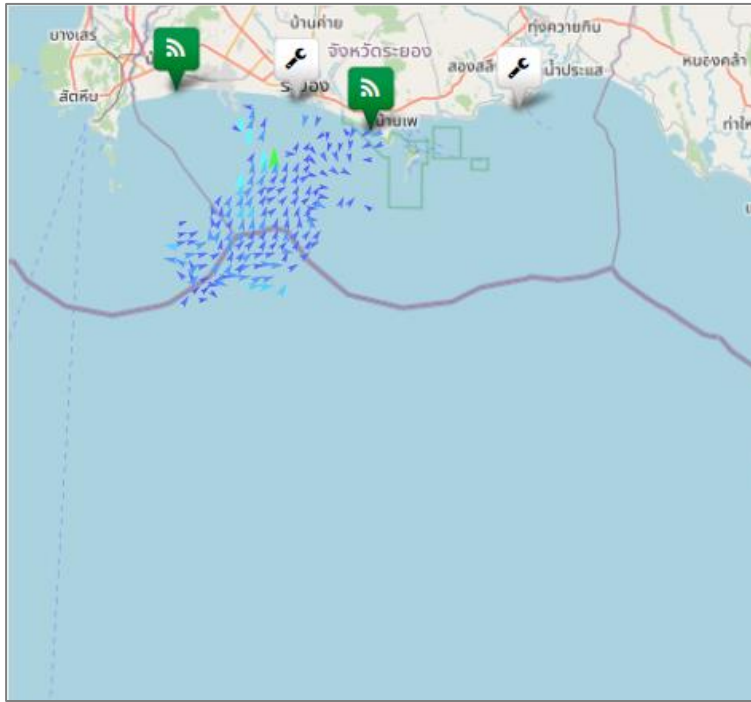 บ้านค่าย
ทุ่งควายกิน
บางเสร่
จังหวัดระยอง
หนองคล้า
น้ำประแส
สัตหีบ
บ้านเพ